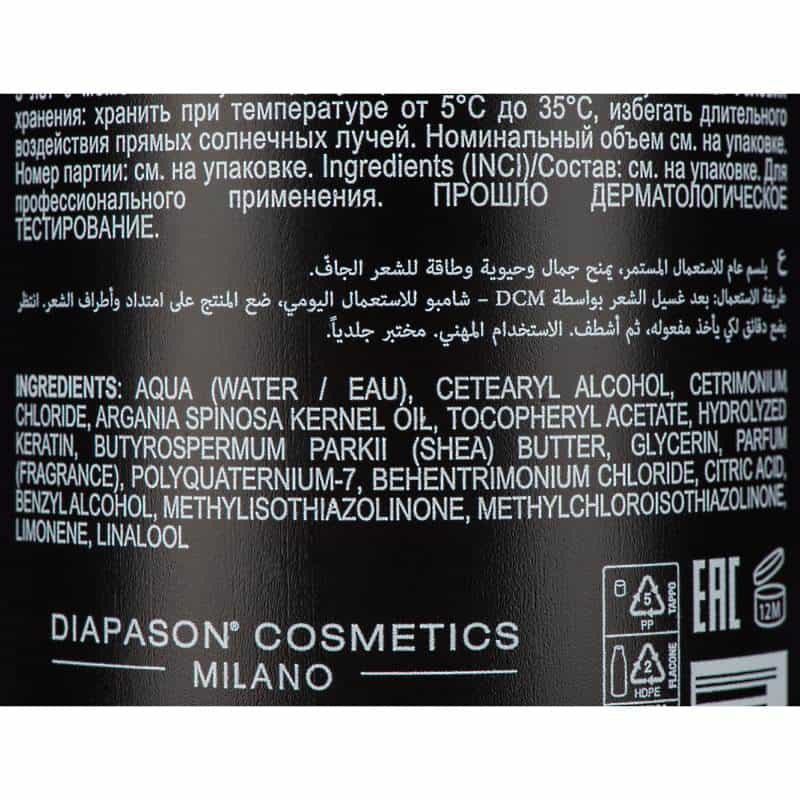 хранения: хранить при температуре от 5°C до 35°C, избегать длительного
воздействия прямых солнечных лучей. Номинальный объем см. на упаковке.
Номер партии: см. на упаковке. Ingredients (INCI)/Состав: см. на упаковке. Для
профессионального применения. ПРОШЛО ДЕРМАТОЛОГИЧЕСКОЕ
ТЕСТИРОВАНИЕ.
ع بلسم عام للاستعمال المستمر، يمنح جمال وحيوية وطاقة للشعر الجافّ.
طريقة الاستعمال: بعد غسيل الشعر بواسطة DCM – شامبو للاستعمال اليومي، ضع المنتج على امتداد وأطراف الشعر. انتظر
بضع دقائق لكي يأخذ مفعوله، ثم أشطف. الاستخدام المهني. مختبر جلدياً.
INGREDIENTS: AQUA (WATER / EAU), CETEARYL ALCOHOL, CETRIMONIUM
CHLORIDE, ARGANIA SPINOSA KERNEL OIL, TOCOPHERYL ACETATE, HYDROLYZED
KERATIN, BUTYROSPERMUM PARKII (SHEA) BUTTER, GLYCERIN, PARFUM
(FRAGRANCE), POLYQUATERNIUM-7, BEHENTRIMONIUM CHLORIDE, CITRIC ACID,
BENZYL ALCOHOL, METHYLISOTHIAZOLINONE, METHYLCHLOROISOTHIAZOLINONE,
LIMONENE, LINALOOL
DIAPASON® COSMETICS
MILANO
5
PP
TAPPO
2
HDPE
FLACONE
EAC
12M